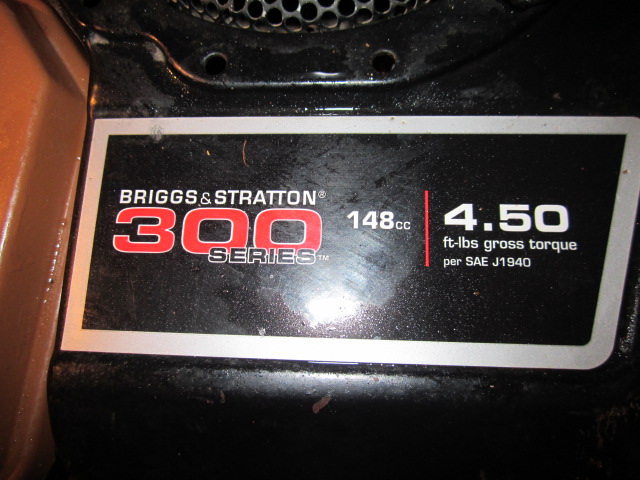 BRIGGS & STRATTON®
300
SERIES™
148cc
4.50
ft-lbs gross torque
per SAE J1940